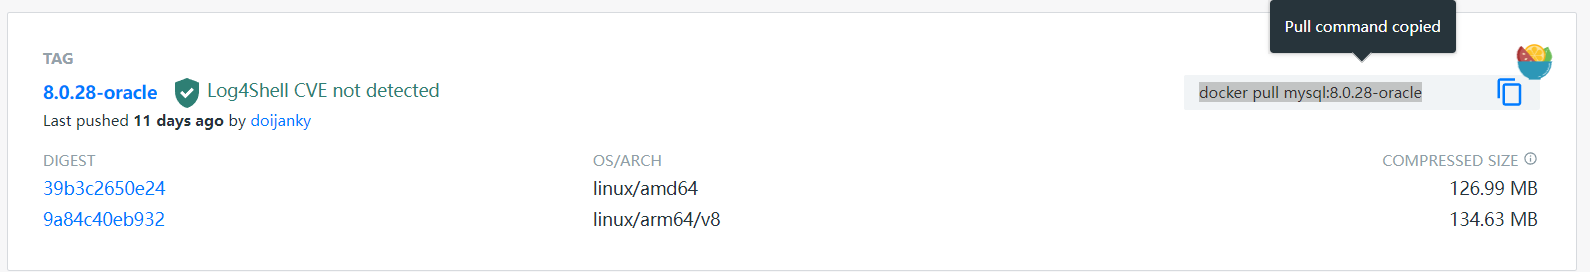 Pull command copied
TAG
8.0.28-oracle Log4Shell CVE not detected
docker pull mysql:8.0.28-oracle
Last pushed 11 days ago by doijanky
DIGEST OS/ARCH COMPRESSED SIZE
39b3c2650e24 linux/amd64 126.99 MB
9a84c40eb932 linux/arm64/v8 134.63 MB